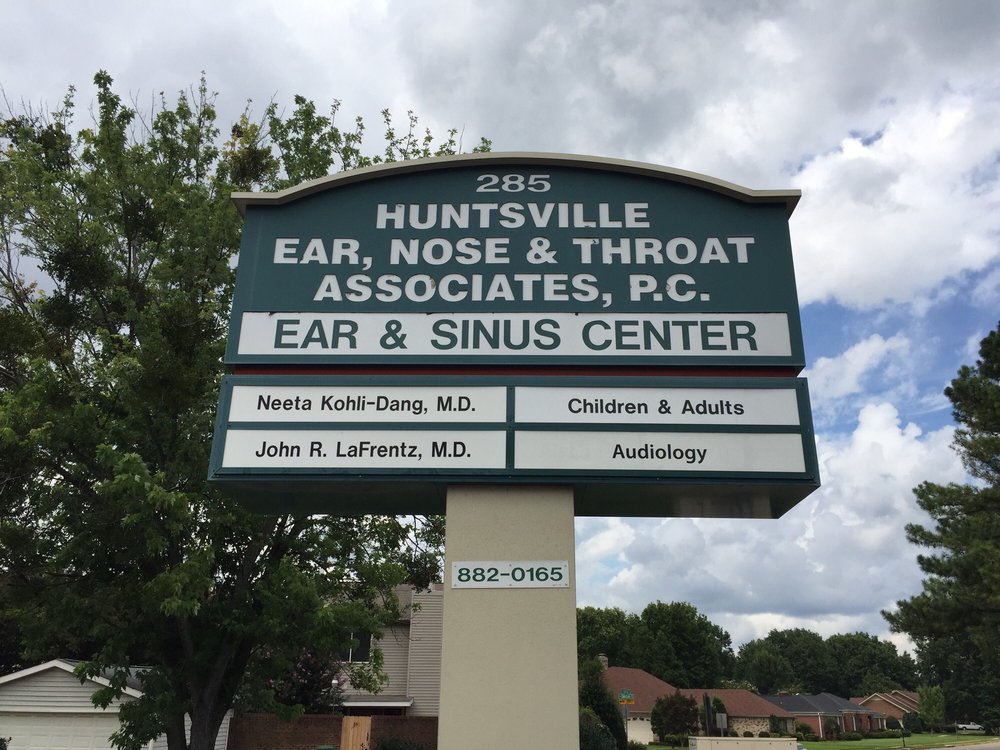 285
HUNTSVILLE
EAR, NOSE & THROAT
ASSOCIATES, P.C.
EAR & SINUS CENTER
Neeta Kohli-Dang, M.D.
Children & Adults
John R. LaFrentz, M.D.
Audiology
882-0165